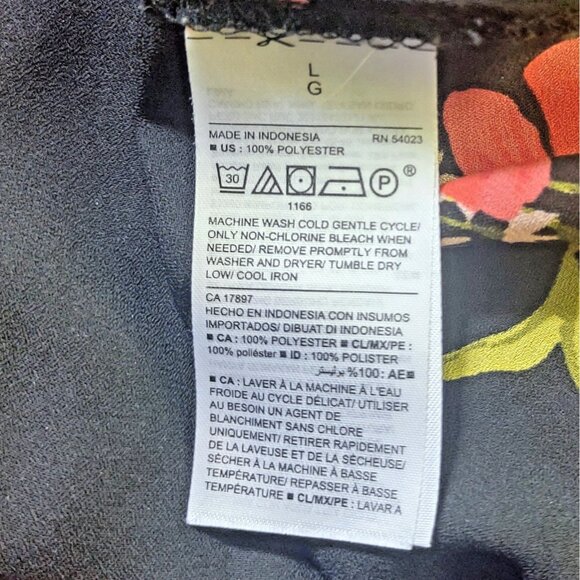 L
G
MADE IN INDONESIA RN 54023
■ US : 100% POLYESTER
30 P ®
1166
MACHINE WASH COLD GENTLE CYCLE/
ONLY NON-CHLORINE BLEACH WHEN
NEEDED/ REMOVE PROMPTLY FROM
WASHER AND DRYER/ TUMBLE DRY
LOW/ COOL IRON
CA 17897
HECHO EN INDONESIA CON INSUMOS
IMPORTADOS/ DIBUAT DI INDONESIA
■ CA : 100% POLYESTER ■ CL/MX/PE :
100% poliéster ■ ID : 100% POLISTER
■ AE: 100% بوليستر
■ CA : LAVER À LA MACHINE À L'EAU
FROIDE AU CYCLE DÉLICAT/ UTILISER
AU BESOIN UN AGENT DE
BLANCHIMENT SANS CHLORE
UNIQUEMENT/ RETIRER RAPIDEMENT
DE LA LAVEUSE ET DE LA SÉCHEUSE/
SÉCHER À LA MACHINE À BASSE
TEMPÉRATURE/ REPASSER À BASSE
TEMPÉRATURE ■ CL/MX/PE : LAVAR A